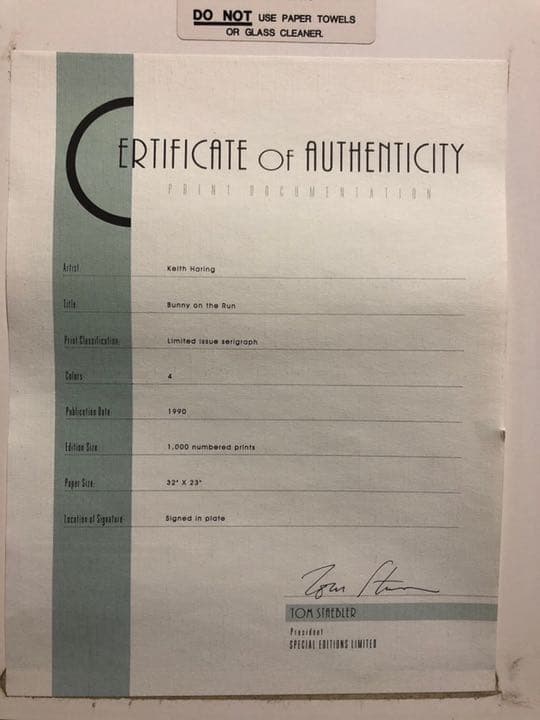 DO NOT USE PAPER TOWELS
OR GLASS CLEANER.
CERTIFICATE OF AUTHENTICITY
PRINT DOCUMENTATION
Artist Keith Haring
Title Bunny on the Run
Print Classification: Limited issue serigraph
Colors 4
Publication Date 1990
Edition Size: 1,000 numbered prints
Paper Size: 32" X 23"
Location of Signature Signed in plate
Tom Staebler
TOM STAEBLER
President
SPECIAL EDITIONS LIMITED